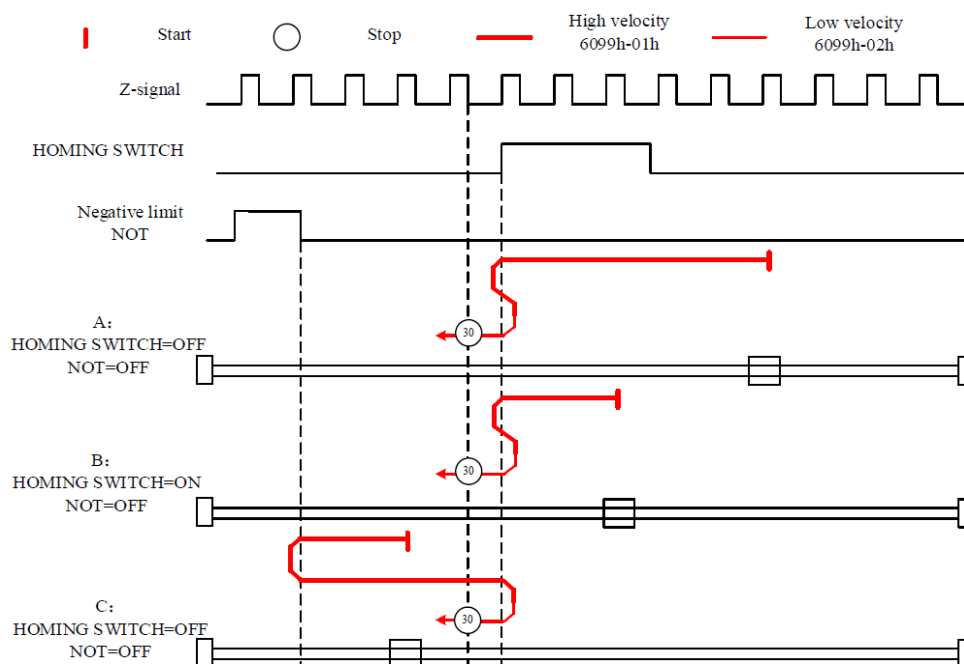 Start
Stop
High velocity
6099h-01h
Low velocity
6099h-02h
Z-signal
HOMING SWITCH
Negative limit
NOT
A:
HOMING SWITCH=OFF
NOT=OFF
30
B:
HOMING SWITCH=ON
NOT=OFF
30
C:
HOMING SWITCH=OFF
NOT=OFF
30